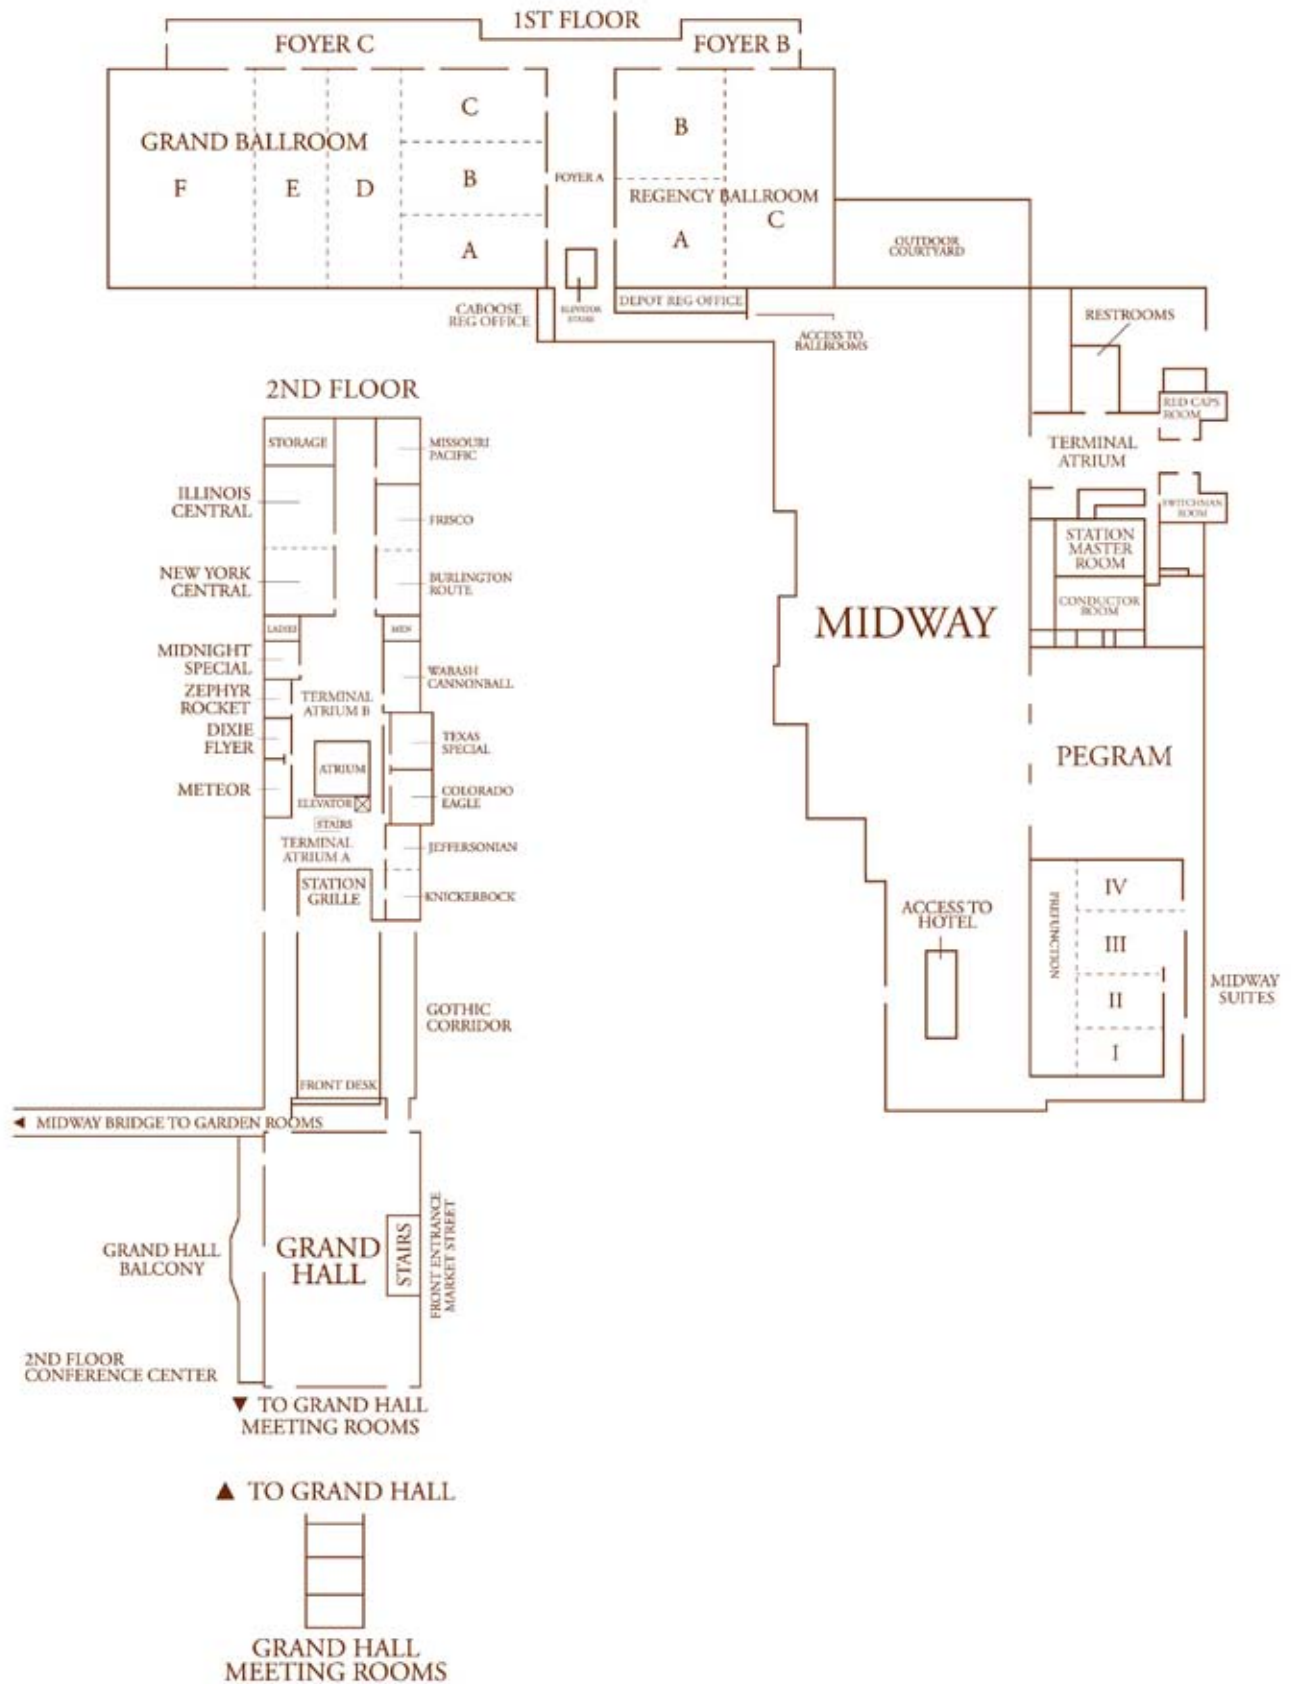 1ST FLOOR
FOYER C
FOYER B
GRAND BALLROOM
F
E
D
C
B
A
FOYER A
B
REGENCY BALLROOM
A
C
OUTDOOR
COURTYARD
CABOOSE
REG OFFICE
ELEVATOR
STAIRS
DEPOT REG OFFICE
ACCESS TO
BALLROOMS
RESTROOMS
RED CAPS
ROOM
TERMINAL
ATRIUM
SWITCHMAN
ROOM
STATION
MASTER
ROOM
CONDUCTOR
ROOM
MIDWAY
PEGRAM
ACCESS TO
HOTEL
PREFUNCTION
IV
III
II
I
MIDWAY
SUITES
2ND FLOOR
STORAGE
MISSOURI
PACIFIC
ILLINOIS
CENTRAL
FRISCO
NEW YORK
CENTRAL
BURLINGTON
ROUTE
LADIES
MEN
MIDNIGHT
SPECIAL
WABASH
CANNONBALL
ZEPHYR
ROCKET
TERMINAL
ATRIUM B
DIXIE
FLYER
TEXAS
SPECIAL
ATRIUM
METEOR
COLORADO
EAGLE
ELEVATOR
STAIRS
TERMINAL
ATRIUM A
JEFFERSONIAN
STATION
GRILLE
KNICKERBOCK
GOTHIC
CORRIDOR
FRONT DESK
◄ MIDWAY BRIDGE TO GARDEN ROOMS
GRAND HALL
BALCONY
GRAND
HALL
STAIRS
FRONT ENTRANCE
MARKET STREET
2ND FLOOR
CONFERENCE CENTER
▼ TO GRAND HALL
MEETING ROOMS
▲ TO GRAND HALL
GRAND HALL
MEETING ROOMS